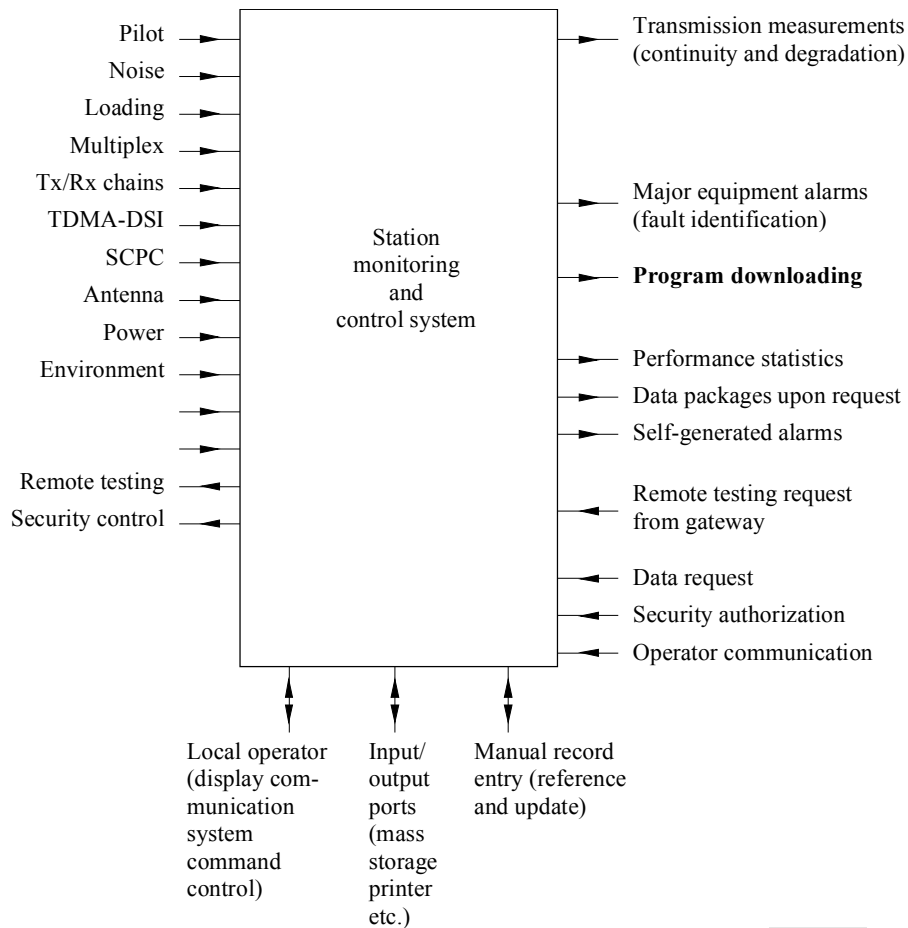 Pilot
Noise
Loading
Multiplex
Tx/Rx chains
TDMA-DSI
SCPC
Antenna
Power
Environment
Remote testing
Security control
Station
monitoring
and
control system
Transmission measurements
(continuity and degradation)
Major equipment alarms
(fault identification)
Program downloading
Performance statistics
Data packages upon request
Self-generated alarms
Remote testing request
from gateway
Data request
Security authorization
Operator communication
Local operator
(display com-
munication
system
command
control)
Input/
output
ports
(mass
storage
printer
etc.)
Manual record
entry (reference
and update)